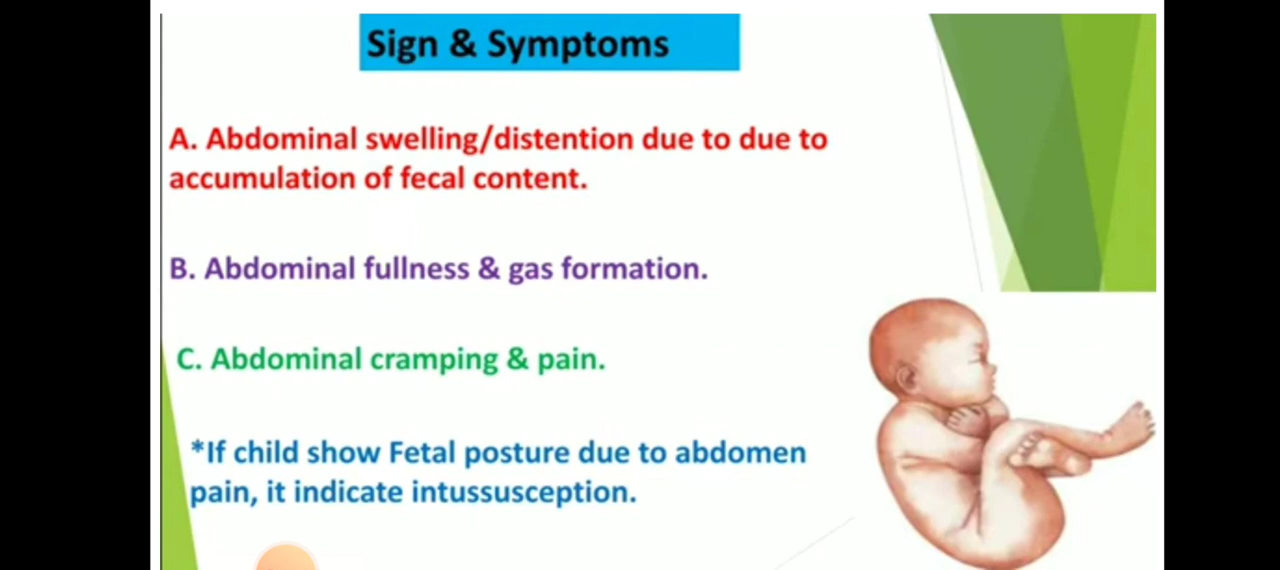 Sign & Symptoms
A. Abdominal swelling/distention due to due to
accumulation of fecal content.
B. Abdominal fullness & gas formation.
C. Abdominal cramping & pain.
*If child show Fetal posture due to abdomen
pain, it indicate intussusception.